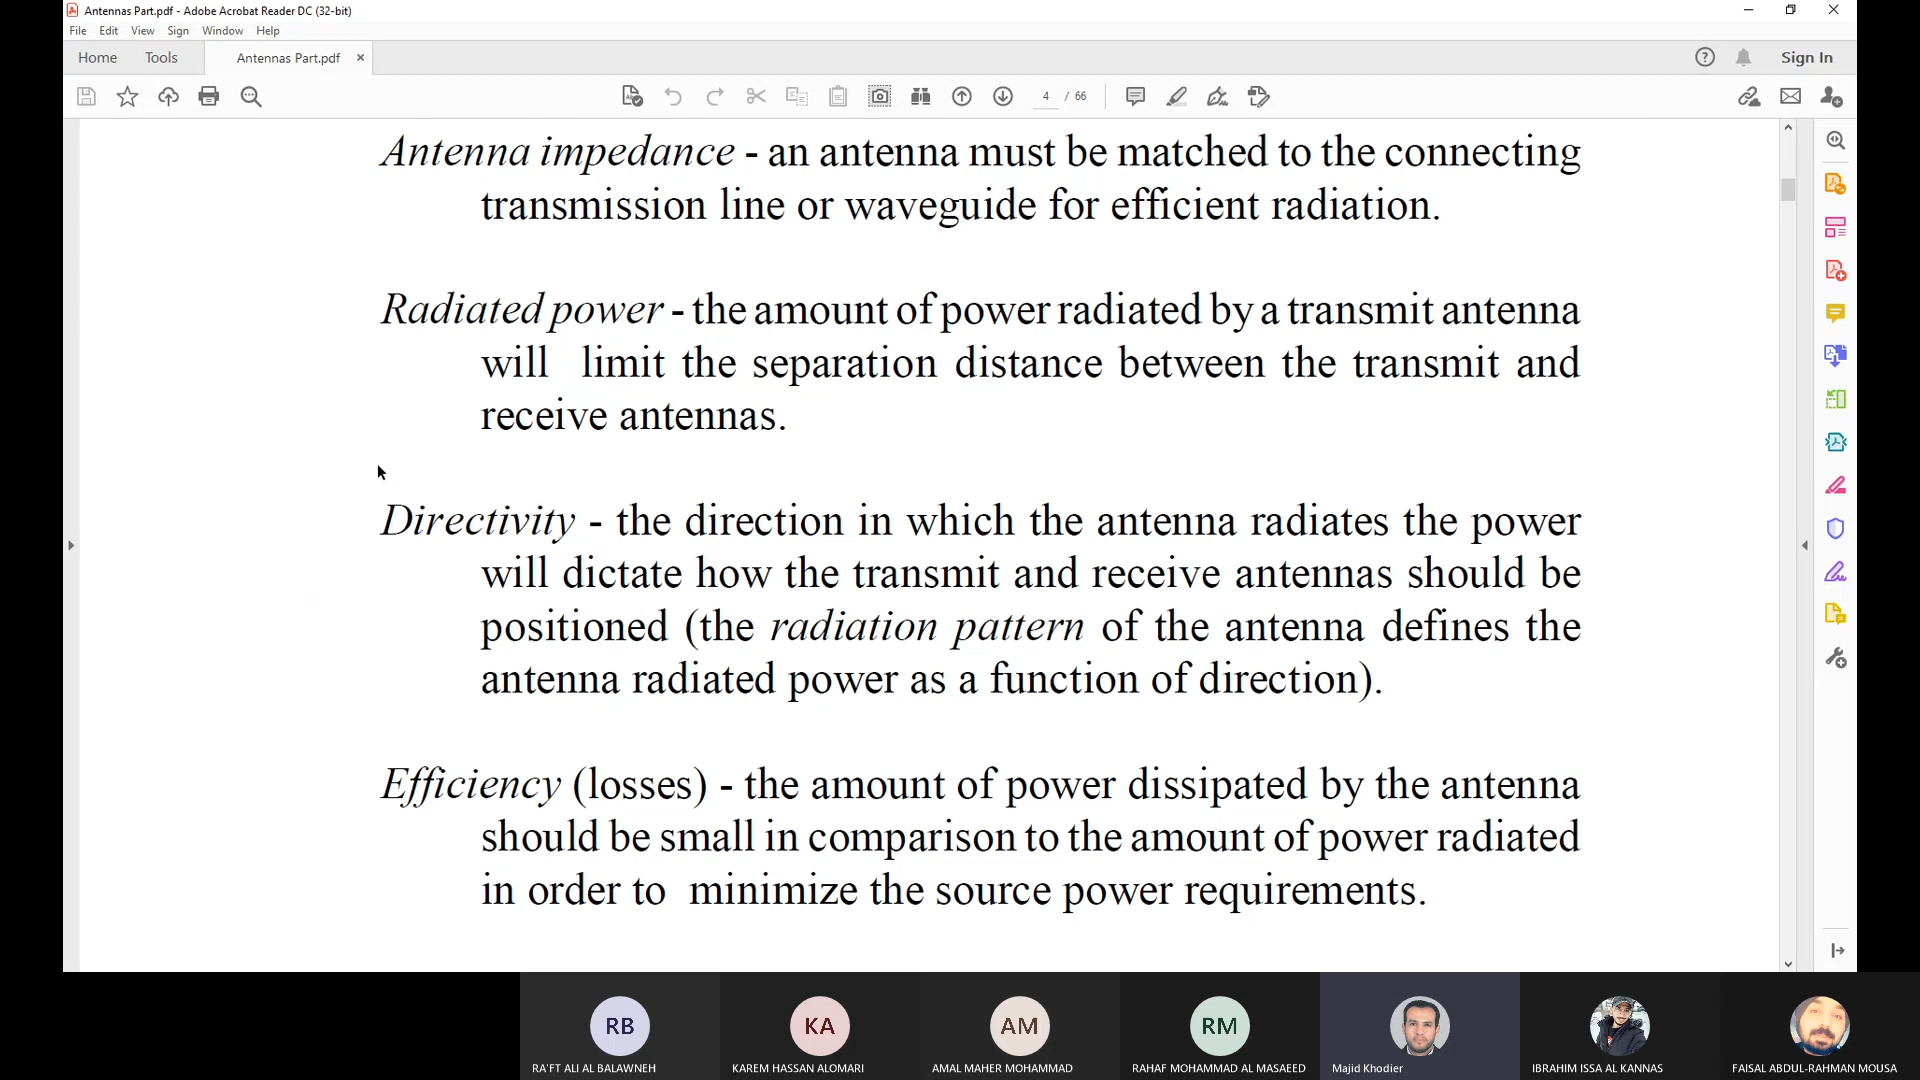 Antennas Part.pdf - Adobe Acrobat Reader DC (32-bit)
File Edit View Sign Window Help
Home Tools Antennas Part.pdf × Sign In
4 / 66
Antenna impedance - an antenna must be matched to the connecting
transmission line or waveguide for efficient radiation.
Radiated power - the amount of power radiated by a transmit antenna
will limit the separation distance between the transmit and
receive antennas.
Directivity - the direction in which the antenna radiates the power
will dictate how the transmit and receive antennas should be
positioned (the radiation pattern of the antenna defines the
antenna radiated power as a function of direction).
Efficiency (losses) - the amount of power dissipated by the antenna
should be small in comparison to the amount of power radiated
in order to minimize the source power requirements.
RB KA AM RM
RA'FT ALI AL BALAWNEH KAREM HASSAN ALOMARI AMAL MAHER MOHAMMAD RAHAF MOHAMMAD AL MASAEED Majid Khodier IBRAHIM ISSA AL KANNAS FAISAL ABDUL-RAHMAN MOUSA